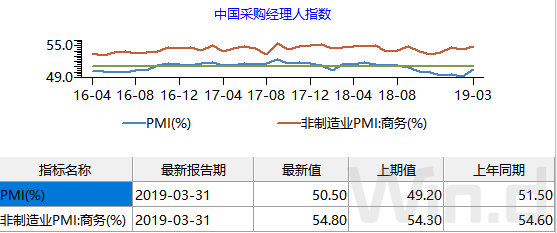 中国采购经理人指数
55.0
49.0
16-04 16-08 16-12 17-04 17-08 17-12 18-04 18-08 19-03
PMI(%) 非制造业PMI:商务(%)
指标名称 最新报告期 最新值 上期值 上年同期
PMI(%) 2019-03-31 50.50 49.20 51.50
非制造业PMI:商务(%) 2019-03-31 54.80 54.30 54.60
Win.d